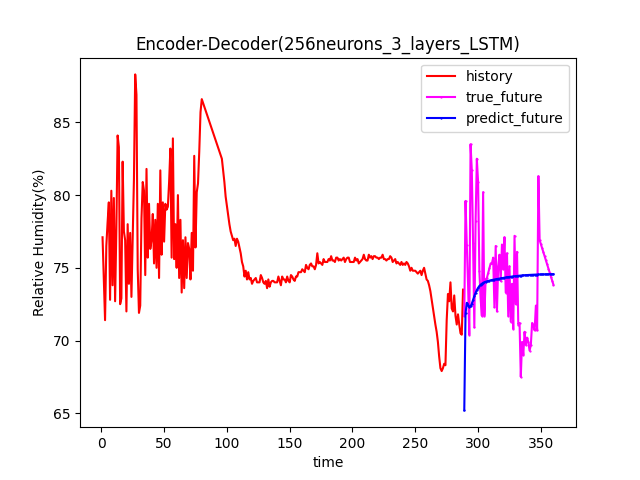 Encoder-Decoder(256neurons_3_layers_LSTM)
history
true_future
predict_future
85
80
75
70
65
Relative Humidity(%)
0 50 100 150 200 250 300 350
time